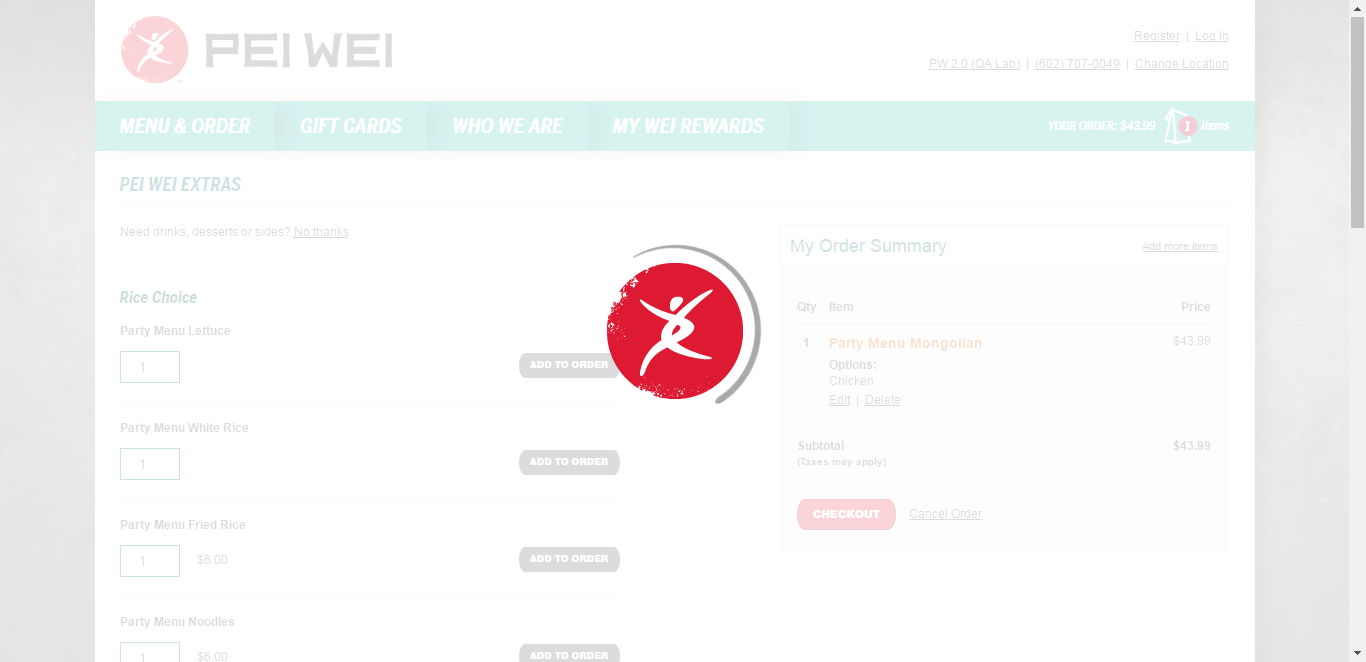 PEI WEI
Register | Log In
PW 2.0 (QA Lab) | (602) 707-0049 | Change Location
MENU & ORDER GIFT CARDS WHO WE ARE MY WEI REWARDS YOUR ORDER: $43.99 1 items
PEI WEI EXTRAS
Need drinks, desserts or sides? No thanks
Rice Choice
Party Menu Lettuce
1 ADD TO ORDER
Party Menu White Rice
1 ADD TO ORDER
Party Menu Fried Rice
1 $6.00 ADD TO ORDER
Party Menu Noodles
1 $6.00 ADD TO ORDER
My Order Summary Add more items
Qty Item Price
1 Party Menu Mongolian $43.99
Options:
Chicken
Edit | Delete
Subtotal $43.99
(Taxes may apply)
CHECKOUT Cancel Order